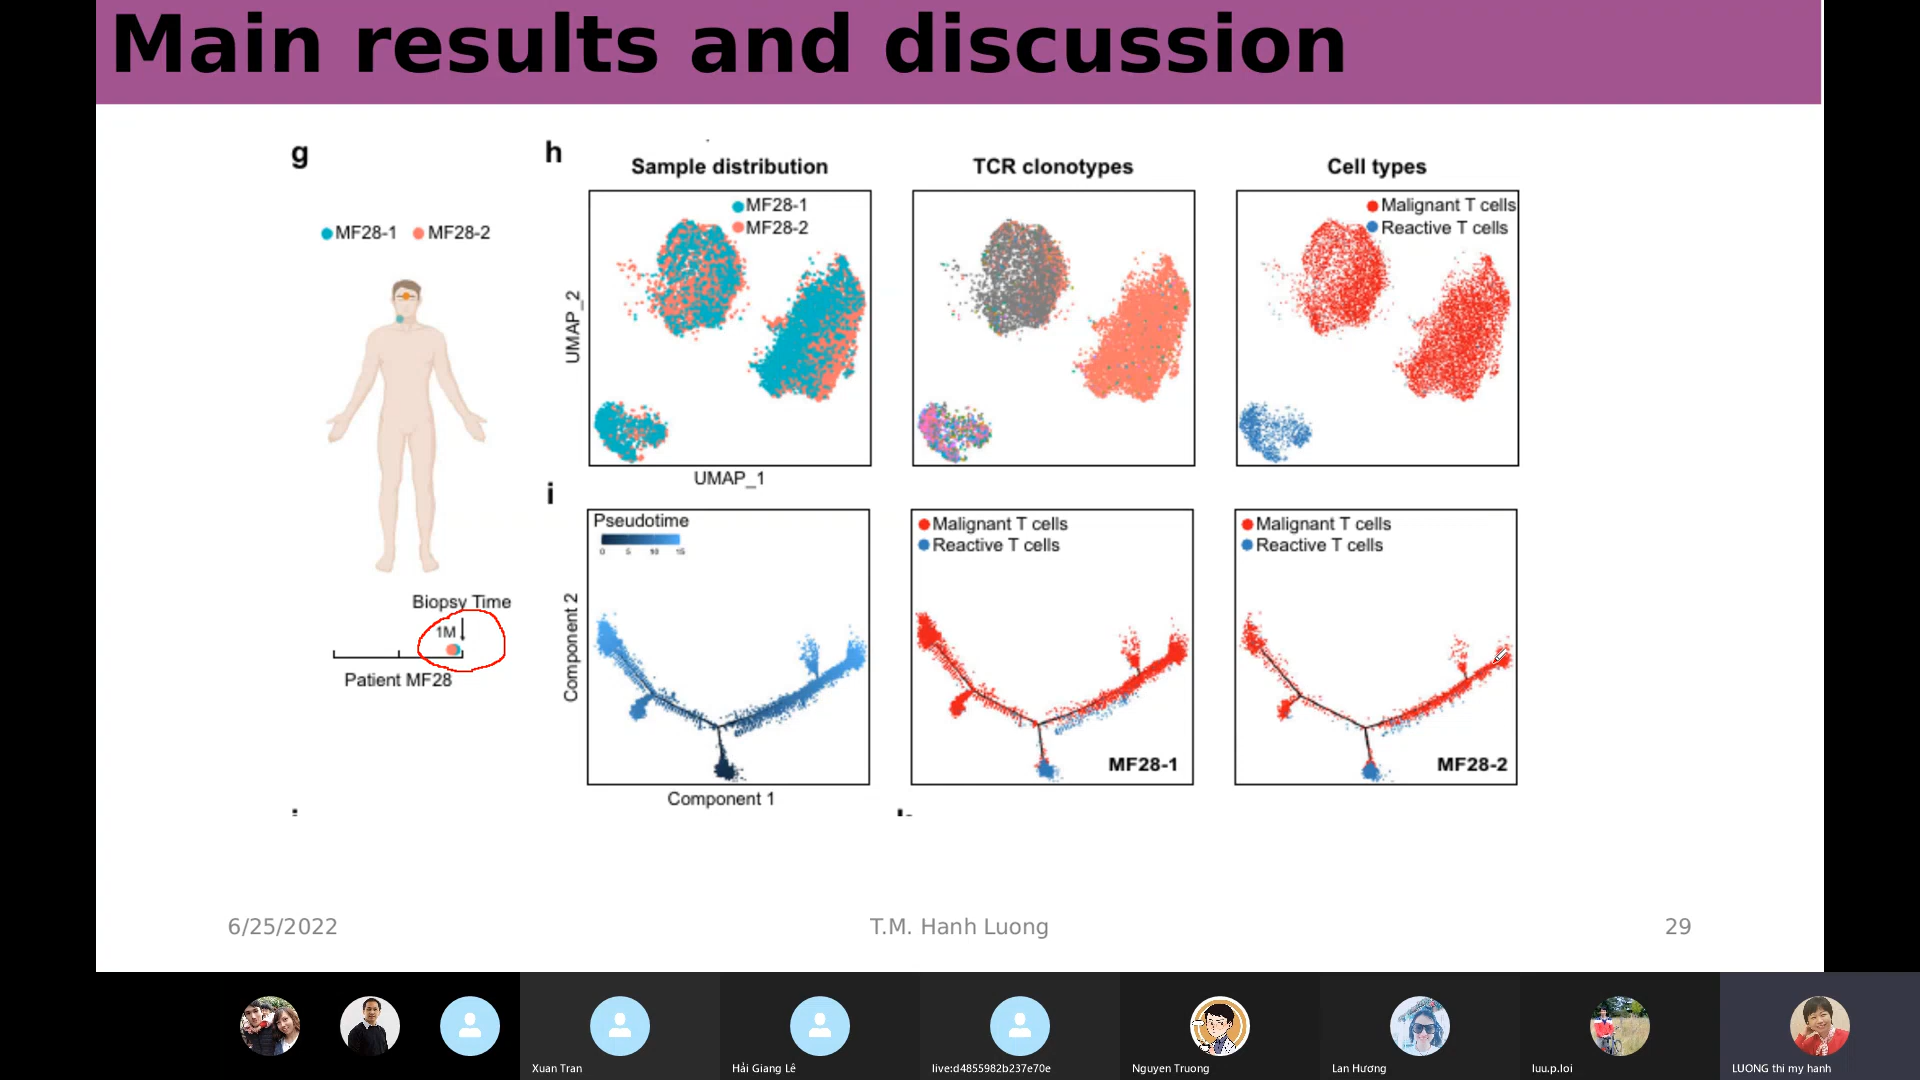 Main results and discussion
g
MF28-1 MF28-2
Biopsy Time
1M
Patient MF28
h
Sample distribution
MF28-1
MF28-2
UMAP_2
UMAP_1
TCR clonotypes
Cell types
Malignant T cells
Reactive T cells
i
Pseudotime
0 5 10 15
Component 2
Component 1
Malignant T cells
Reactive T cells
MF28-1
Malignant T cells
Reactive T cells
MF28-2
6/25/2022
T.M. Hanh Luong
29
Xuan Tran
Hải Giang Lê
live:d4855982b237e70e
Nguyen Truong
Lan Hương
luu.p.loi
LUONG thi my hanh